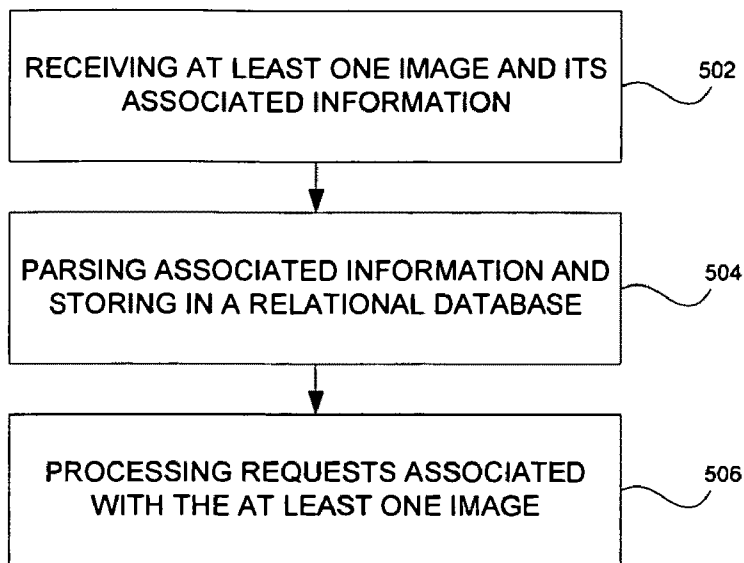 RECEIVING AT LEAST ONE IMAGE AND ITS
ASSOCIATED INFORMATION
502
PARSING ASSOCIATED INFORMATION AND
STORING IN A RELATIONAL DATABASE
504
PROCESSING REQUESTS ASSOCIATED
WITH THE AT LEAST ONE IMAGE
506